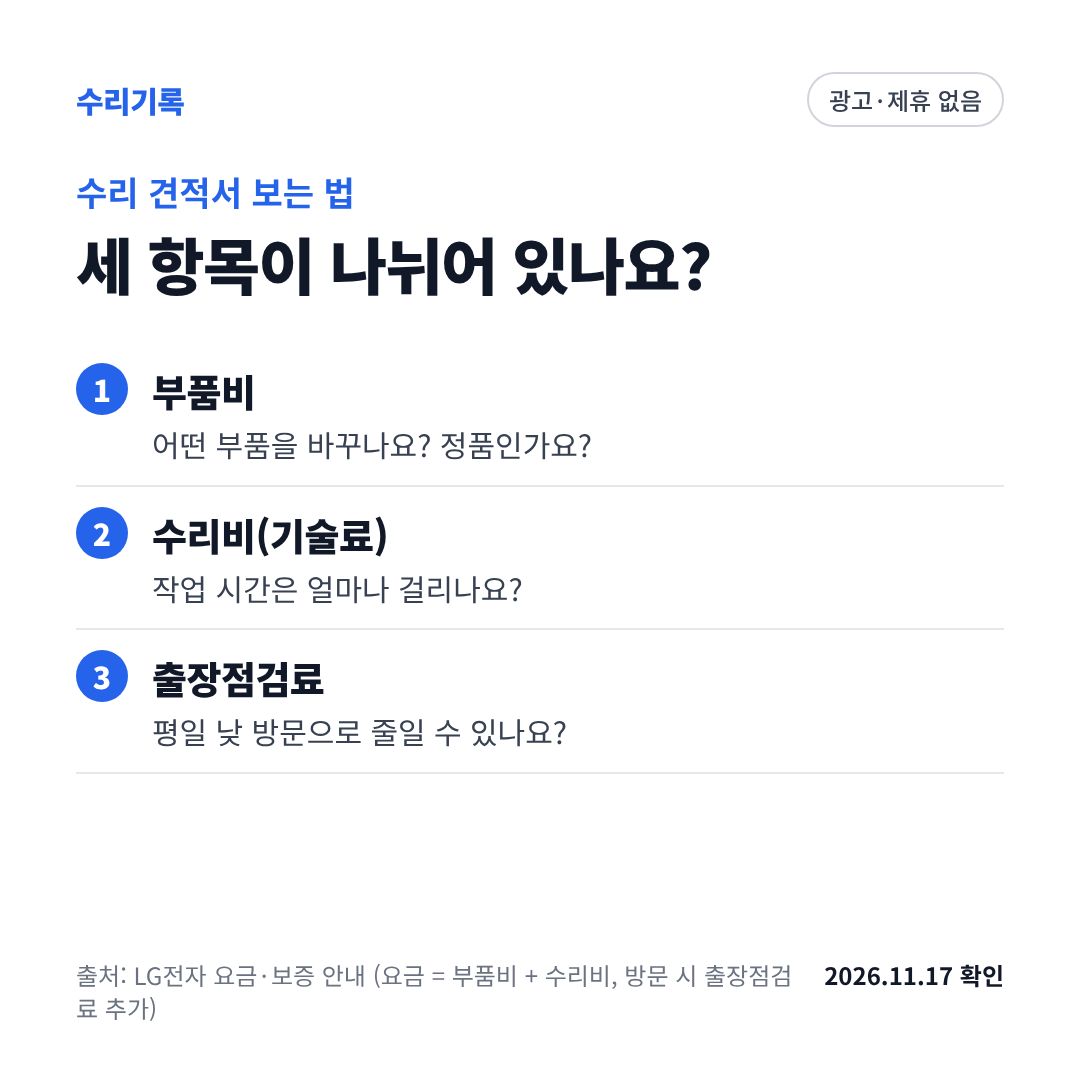 수리기록
광고·제휴 없음
수리 견적서 보는 법
세 항목이 나뉘어 있나요?
1 부품비
어떤 부품을 바꾸나요? 정품인가요?
2 수리비(기술료)
작업 시간은 얼마나 걸리나요?
3 출장점검료
평일 낮 방문으로 줄일 수 있나요?
출처: LG전자 요금·보증 안내 (요금 = 부품비 + 수리비, 방문 시 출장점검
료 추가)
2026.11.17 확인